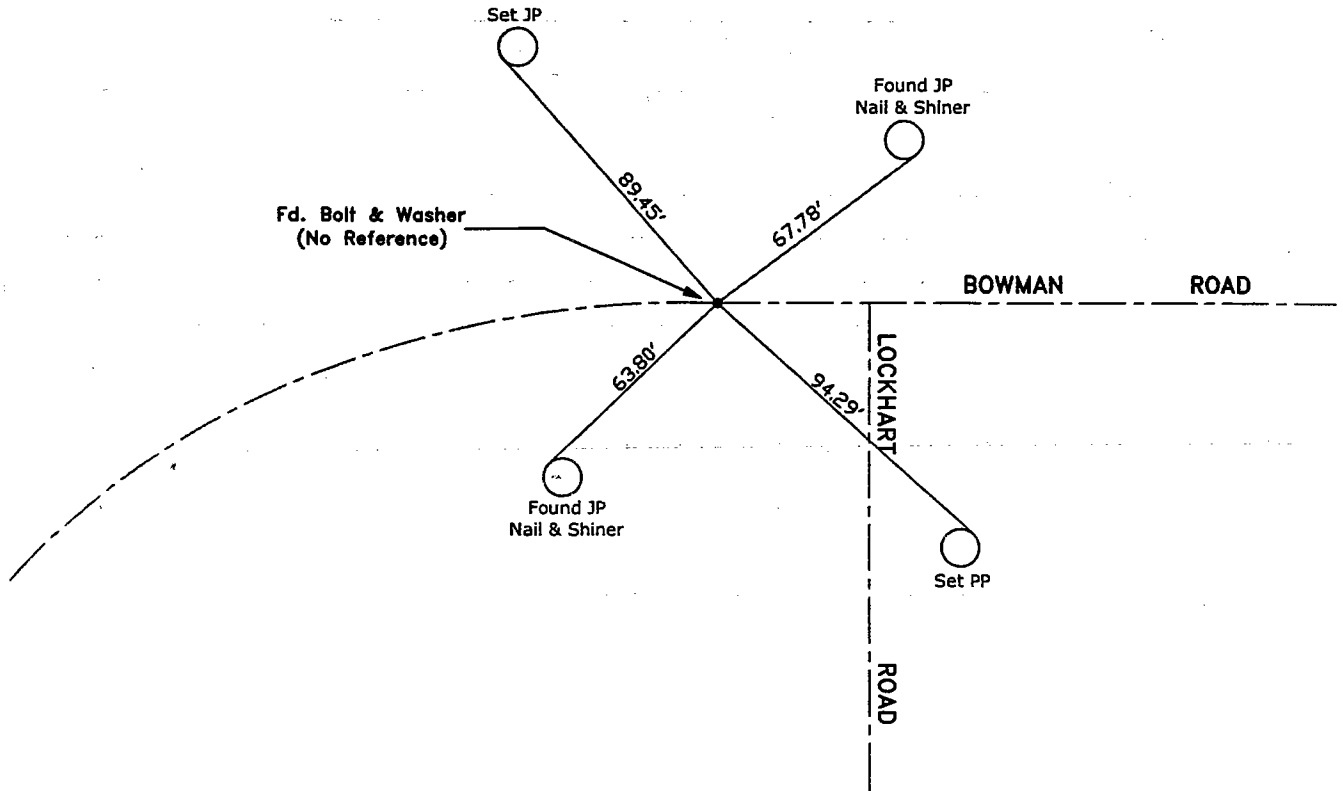 Set JP
Found JP
Nail & Shiner
89.45'
67.78'
Fd. Bolt & Washer
(No Reference)
BOWMAN ROAD
LOCKHART ROAD
63.80'
94.29'
Found JP
Nail & Shiner
Set PP